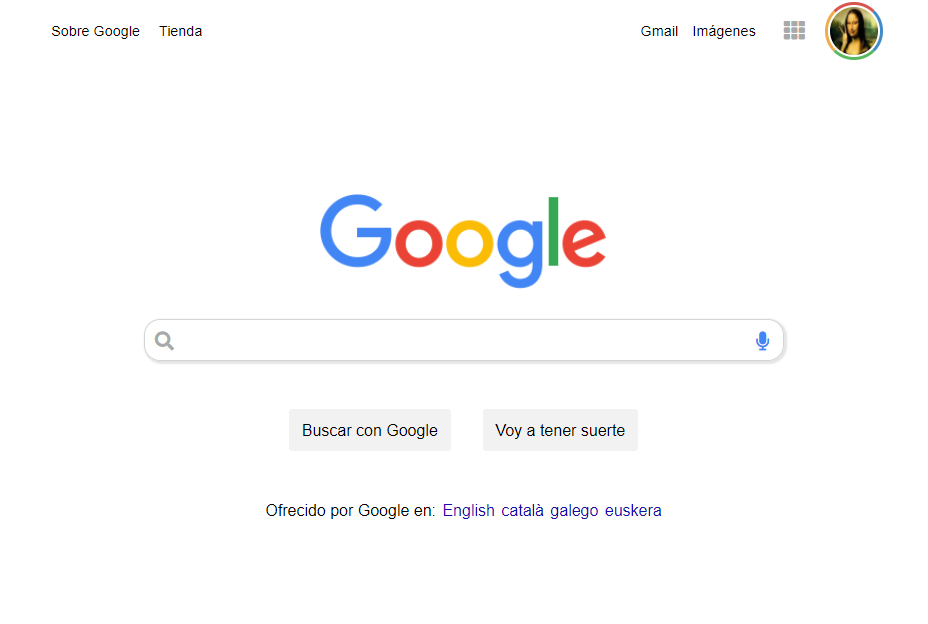 Sobre Google Tienda Gmail Imágenes
Google
Buscar con Google Voy a tener suerte
Ofrecido por Google en: English català galego euskera